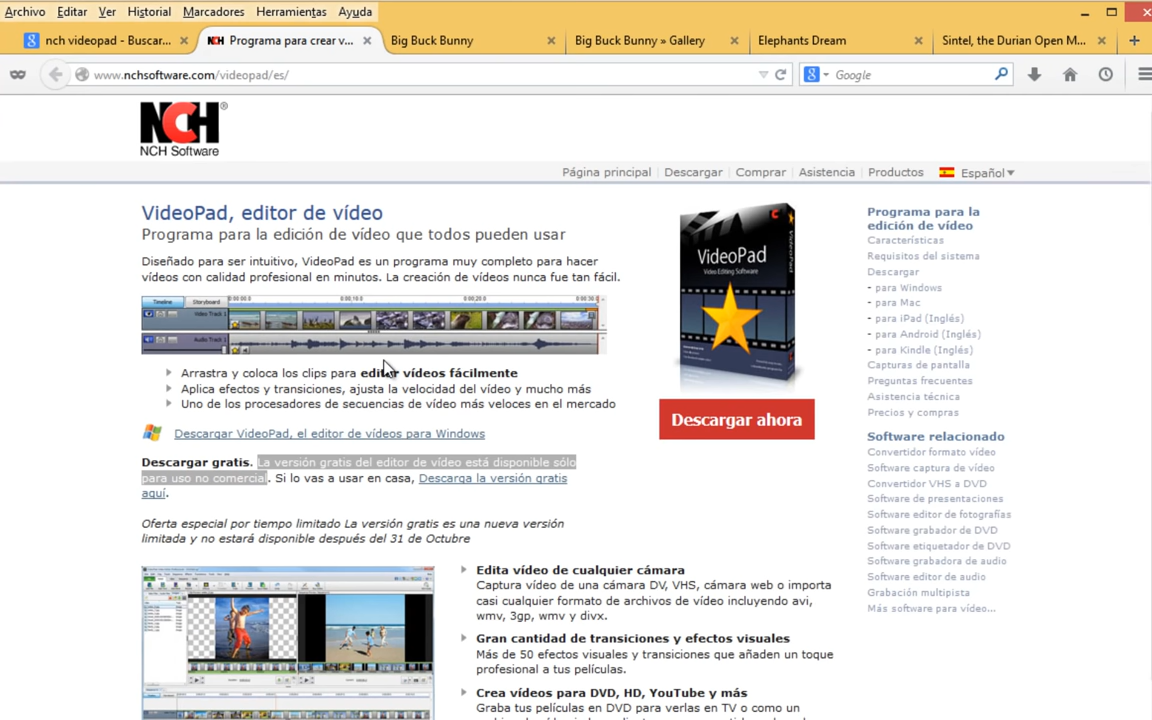 Archivo Editar Ver Historial Marcadores Herramientas Ayuda
nch videopad - Buscar... Programa para crear v... Big Buck Bunny Big Buck Bunny » Gallery Elephants Dream Sintel, the Durian Open M...
www.nchsoftware.com/videopad/es/ Google
NCH®
NCH Software
Página principal Descargar Comprar Asistencia Productos Español
VideoPad, editor de vídeo
Programa para la edición de vídeo que todos pueden usar
Diseñado para ser intuitivo, VideoPad es un programa muy completo para hacer
vídeos con calidad profesional en minutos. La creación de vídeos nunca fue tan fácil.
Timeline Storyboard
Video Track 1
Audio Track 1
Arrastra y coloca los clips para editar vídeos fácilmente
Aplica efectos y transiciones, ajusta la velocidad del vídeo y mucho más
Uno de los procesadores de secuencias de vídeo más veloces en el mercado
Descargar VideoPad, el editor de vídeos para Windows
Descargar gratis. La versión gratis del editor de vídeo está disponible sólo
para uso no comercial. Si lo vas a usar en casa, Descarga la versión gratis
aquí.
Oferta especial por tiempo limitado La versión gratis es una nueva versión
limitada y no estará disponible después del 31 de Octubre
VideoPad
Video Editing Software
Descargar ahora
Edita vídeo de cualquier cámara
Captura vídeo de una cámara DV, VHS, cámara web o importa
casi cualquier formato de archivos de vídeo incluyendo avi,
wmv, 3gp, wmv y divx.
Gran cantidad de transiciones y efectos visuales
Más de 50 efectos visuales y transiciones que añaden un toque
profesional a tus películas.
Crea vídeos para DVD, HD, YouTube y más
Graba tus películas en DVD para verlas en TV o como un
Programa para la
edición de vídeo
Características
Requisitos del sistema
Descargar
- para Windows
- para Mac
- para iPad (Inglés)
- para Android (Inglés)
- para Kindle (Inglés)
Capturas de pantalla
Preguntas frecuentes
Asistencia técnica
Precios y compras
Software relacionado
Convertidor formato vídeo
Software captura de vídeo
Convertidor VHS a DVD
Software de presentaciones
Software editor de fotografías
Software grabador de DVD
Software etiquetador de DVD
Software grabadora de audio
Software editor de audio
Grabación multipista
Más software para vídeo...